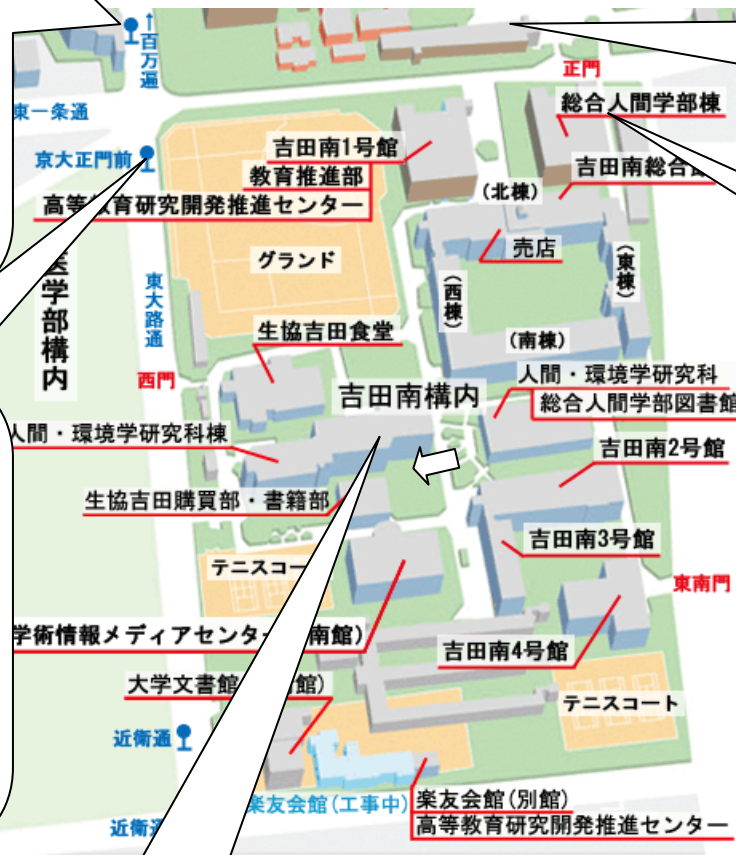 ↑百万遍
正門
東一条通
総合人間学部棟
吉田南1号館
京大正門前
教育推進部
吉田南総合
(北棟)
高等教育研究開発推進センター
売店
(東棟)
グランド
医学部構内
東大路通
(西棟)
生協吉田食堂
(南棟)
西門
人間・環境学研究科
吉田南構内
総合人間学部図書館
人間・環境学研究科棟
吉田南2号館
生協吉田購買部・書籍部
吉田南3号館
テニスコー
東南門
学術情報メディアセンター 南館)
吉田南4号館
大学文書館 館)
テニスコート
近衛通
楽友会館(工事中)
楽友会館(別館)
近衛通
高等教育研究開発推進センター